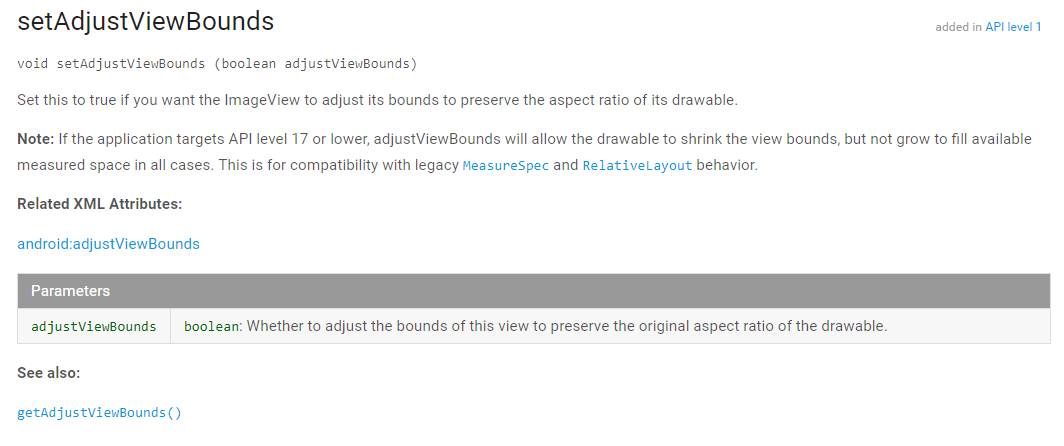 setAdjustViewBounds
added in API level 1
void setAdjustViewBounds (boolean adjustViewBounds)
Set this to true if you want the ImageView to adjust its bounds to preserve the aspect ratio of its drawable.
Note: If the application targets API level 17 or lower, adjustViewBounds will allow the drawable to shrink the view bounds, but not grow to fill available
measured space in all cases. This is for compatibility with legacy MeasureSpec and RelativeLayout behavior.
Related XML Attributes:
android:adjustViewBounds
Parameters
adjustViewBounds boolean: Whether to adjust the bounds of this view to preserve the original aspect ratio of the drawable.
See also:
getAdjustViewBounds()